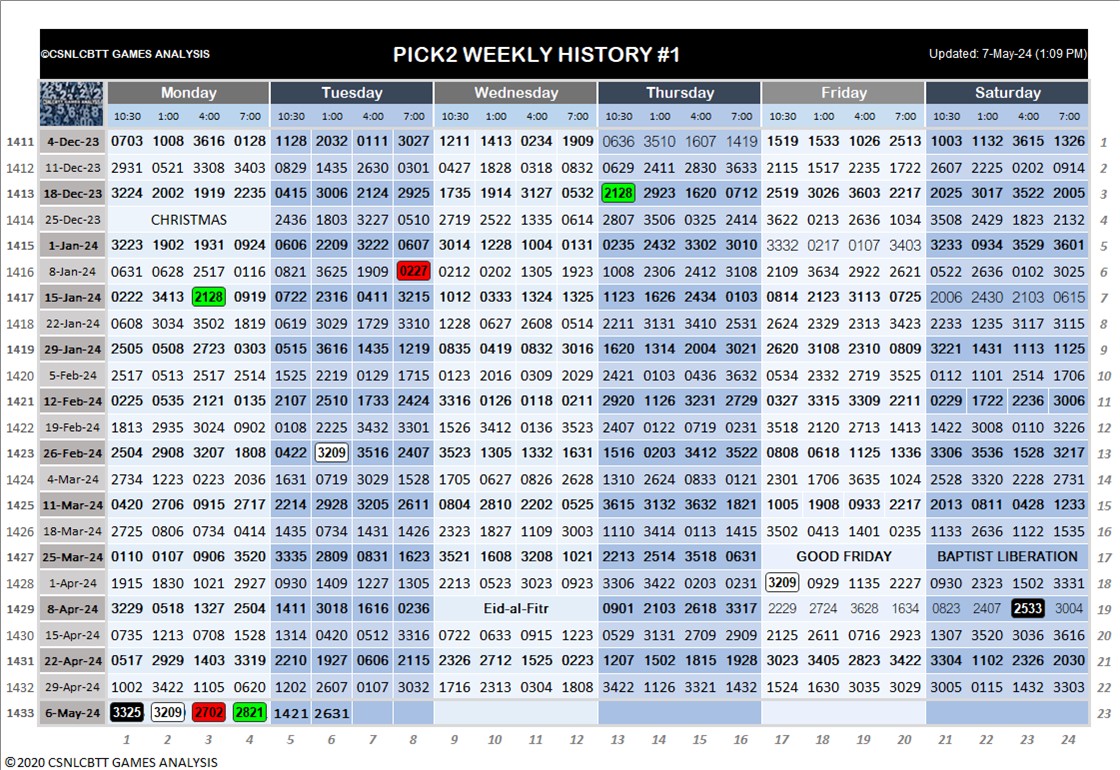 ©CSNLCBTT GAMES ANALYSIS PICK2 WEEKLY HISTORY #1 Updated: 7-May-24 (1:09 PM)
Monday Tuesday Wednesday Thursday Friday Saturday
10:30 1:00 4:00 7:00 10:30 1:00 4:00 7:00 10:30 1:00 4:00 7:00 10:30 1:00 4:00 7:00 10:30 1:00 4:00 7:00 10:30 1:00 4:00 7:00
1411 4-Dec-23 0703 1008 3616 0128 1128 2032 0111 3027 1211 1413 0234 1909 0636 3510 1607 1419 1519 1533 1026 2513 1003 1132 3615 1326 1
1412 11-Dec-23 2931 0521 3308 3403 0829 1435 2630 0301 0427 1828 0318 0832 0629 2411 2830 3633 2115 1517 2235 1722 2607 2225 0202 0914 2
1413 18-Dec-23 3224 2002 1919 2235 0415 3006 2124 2925 1735 1914 3127 0532 2128 2923 1620 0712 2519 3026 3603 2217 2025 3017 3522 2005 3
1414 25-Dec-23 CHRISTMAS 2436 1803 3227 0510 2719 2522 1335 0614 2807 3506 0325 2414 3622 0213 2636 1034 3508 2429 1823 2132 4
1415 1-Jan-24 3223 1902 1931 0924 0606 2209 3222 0607 3014 1228 1004 0131 0235 2432 3302 3010 3332 0217 0107 3403 3233 0934 3529 3601 5
1416 8-Jan-24 0631 0628 2517 0116 0821 3625 1909 0227 0212 0202 1305 1923 1008 2306 2412 3108 2109 3634 2922 2621 0522 2636 0102 3025 6
1417 15-Jan-24 0222 3413 2128 0919 0722 2316 0411 3215 1012 0333 1324 1325 1123 1626 2434 0103 0814 2123 3113 0725 2006 2430 2103 0615 7
1418 22-Jan-24 0608 3034 3502 1819 0619 3029 1729 3310 1228 0627 2608 0514 2211 3131 3410 2531 2624 2329 2313 3423 2233 1235 3117 3115 8
1419 29-Jan-24 2505 0508 2723 0303 0515 3616 1435 1219 0835 0419 0832 3016 1620 1314 2004 3021 2620 3108 2310 0809 3221 1431 1113 1125 9
1420 5-Feb-24 2517 0513 2517 2514 1525 2219 0129 1715 0123 2016 0309 2029 2421 0103 0436 3632 0534 2332 2719 3525 0112 1101 2514 1706 10
1421 12-Feb-24 0225 0535 2121 0135 2107 2510 1733 2424 3316 0126 0118 0211 2920 1126 3231 2729 0327 3315 3309 2211 0229 1722 2236 3006 11
1422 19-Feb-24 1813 2935 3024 0902 0108 2225 3432 3301 1526 3412 0136 3523 2407 0122 0719 0231 3518 2120 2713 1413 1422 3008 0110 3226 12
1423 26-Feb-24 2504 2908 3207 1808 0422 3209 3516 2407 3523 1305 1332 1631 1516 0203 3412 3522 0808 0618 1125 1336 3306 3536 1528 3217 13
1424 4-Mar-24 2734 1223 0223 2036 1631 0719 3029 1528 1705 0627 0826 2628 1310 2624 0833 0121 2301 1706 3635 1024 2528 3320 2228 2731 14
1425 11-Mar-24 0420 2706 0915 2717 2214 2928 3205 2611 0804 2810 2202 0525 3615 3132 3632 1821 1005 1908 0933 2217 2013 0811 0428 1233 15
1426 18-Mar-24 2725 0806 0734 0414 1435 0734 1431 1426 2323 1827 1109 3003 1110 3414 0113 1415 3502 0413 1401 0235 1133 2636 1122 1535 16
1427 25-Mar-24 0110 0107 0906 3520 3335 2809 0831 1623 3521 1608 3208 1021 2213 2514 3518 0631 GOOD FRIDAY BAPTIST LIBERATION 17
1428 1-Apr-24 1915 1830 1021 2927 0930 1409 1227 1305 2213 0523 3023 0923 3306 3422 0203 0231 3209 0929 1135 2227 0930 2323 1502 3331 18
1429 8-Apr-24 3229 0518 1327 2504 1411 3018 1616 0236 Eid-al-Fitr 0901 2103 2618 3317 2229 2724 3628 1634 0823 2407 2533 3004 19
1430 15-Apr-24 0735 1213 0708 1528 1314 0420 0512 3316 0722 0633 0915 1223 0529 3131 2709 2909 2125 2611 0716 2923 1307 3520 3036 3616 20
1431 22-Apr-24 0517 2929 1403 3319 2210 1927 0606 2115 2326 2712 1525 0223 1207 1502 1815 1928 3023 3405 2823 3422 3304 1102 2326 2030 21
1432 29-Apr-24 1002 3422 1105 0620 1202 2607 0107 3032 1716 2313 0304 1808 3422 1126 3321 1432 1524 1630 3035 3029 3005 0115 1432 3303 22
1433 6-May-24 3325 3209 2702 2821 1421 2631 23
1 2 3 4 5 6 7 8 9 10 11 12 13 14 15 16 17 18 19 20 21 22 23 24
©2020 CSNLCBTT GAMES ANALYSIS